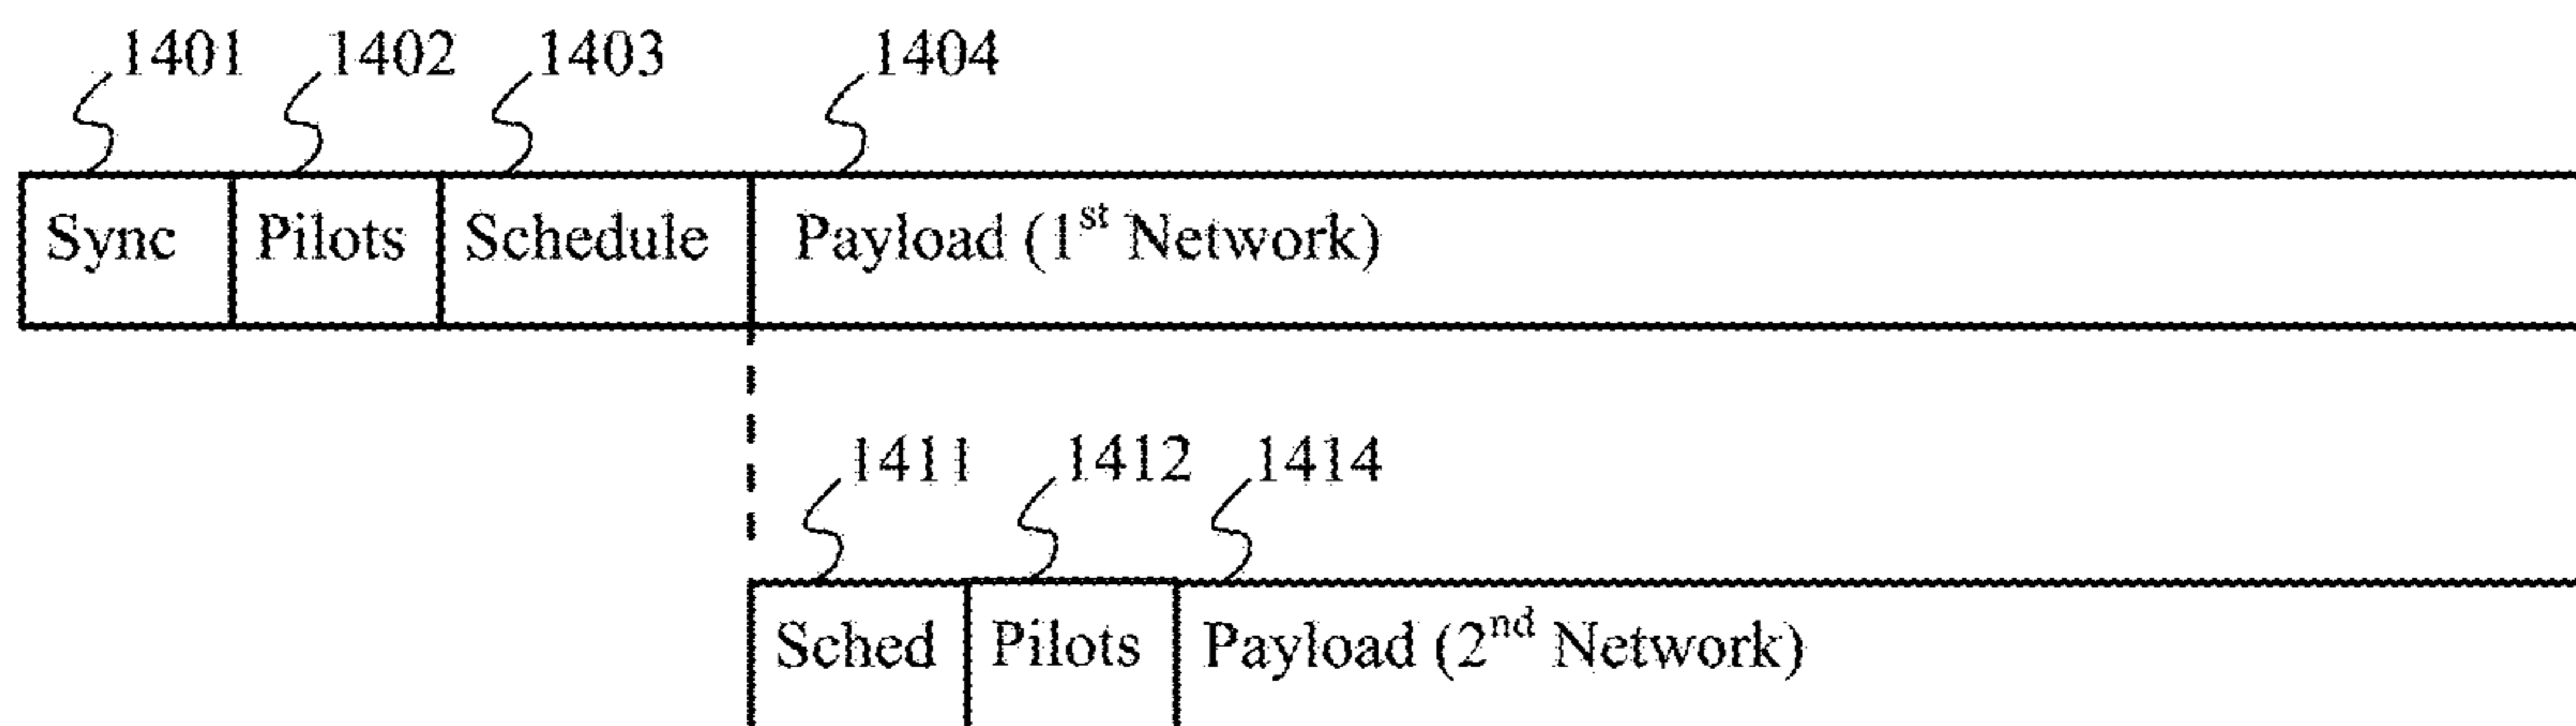 1401 1402 1403 1404
Sync Pilots Schedule Payload (1st Network)
1411 1412 1414
Sched Pilots Payload (2nd Network)